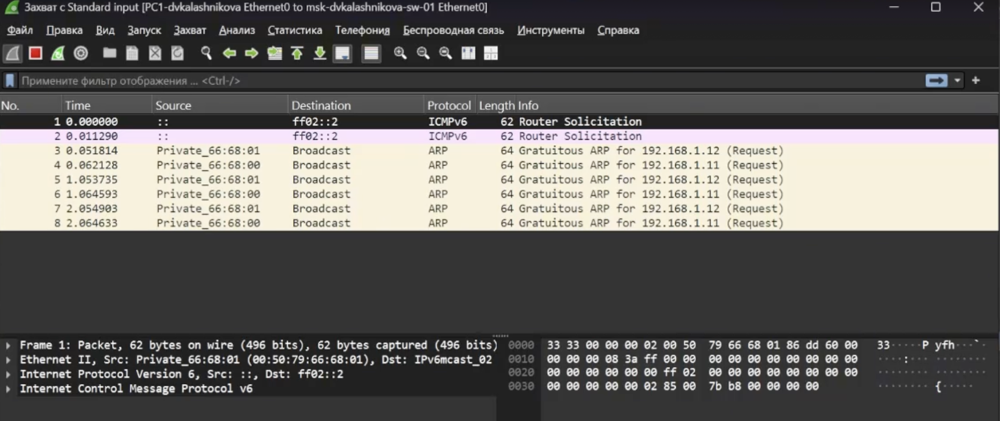 Захват с Standard input [PC1-dvkalashnikova Ethernet0 to msk-dvkalashnikova-sw-01 Ethernet0]
Файл Правка Вид Запуск Захват Анализ Статистика Телефония Беспроводная связь Инструменты Справка
Примените фильтр отображения ... <Ctrl-/>
No. Time Source Destination Protocol Length Info
1 0.000000 :: ff02::2 ICMPv6 62 Router Solicitation
2 0.011290 :: ff02::2 ICMPv6 62 Router Solicitation
3 0.051814 Private_66:68:01 Broadcast ARP 64 Gratuitous ARP for 192.168.1.12 (Request)
4 0.062128 Private_66:68:00 Broadcast ARP 64 Gratuitous ARP for 192.168.1.11 (Request)
5 1.053735 Private_66:68:01 Broadcast ARP 64 Gratuitous ARP for 192.168.1.12 (Request)
6 1.064593 Private_66:68:00 Broadcast ARP 64 Gratuitous ARP for 192.168.1.11 (Request)
7 2.054903 Private_66:68:01 Broadcast ARP 64 Gratuitous ARP for 192.168.1.12 (Request)
8 2.064633 Private_66:68:00 Broadcast ARP 64 Gratuitous ARP for 192.168.1.11 (Request)
Frame 1: Packet, 62 bytes on wire (496 bits), 62 bytes captured (496 bits)
Ethernet II, Src: Private_66:68:01 (00:50:79:66:68:01), Dst: IPv6mcast_02
Internet Protocol Version 6, Src: ::, Dst: ff02::2
Internet Control Message Protocol v6
0000 33 33 00 00 00 02 00 50 79 66 68 01 86 dd 60 00 33·····P yfh···`·
0010 00 00 00 08 3a ff 00 00 00 00 00 00 00 00 00 00 ····:··· ········
0020 00 00 00 00 00 00 ff 02 00 00 00 00 00 00 00 00 ········ ········
0030 00 00 00 00 00 02 85 00 7b b8 00 00 00 00 ········ {·····